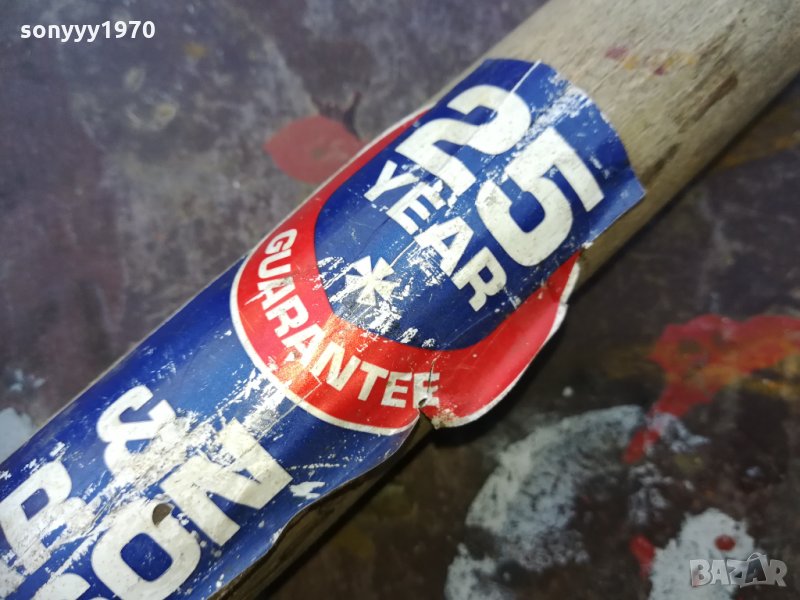 sonyyy1970
25
YEAR
*
GUARANTEE
&
BAZAR